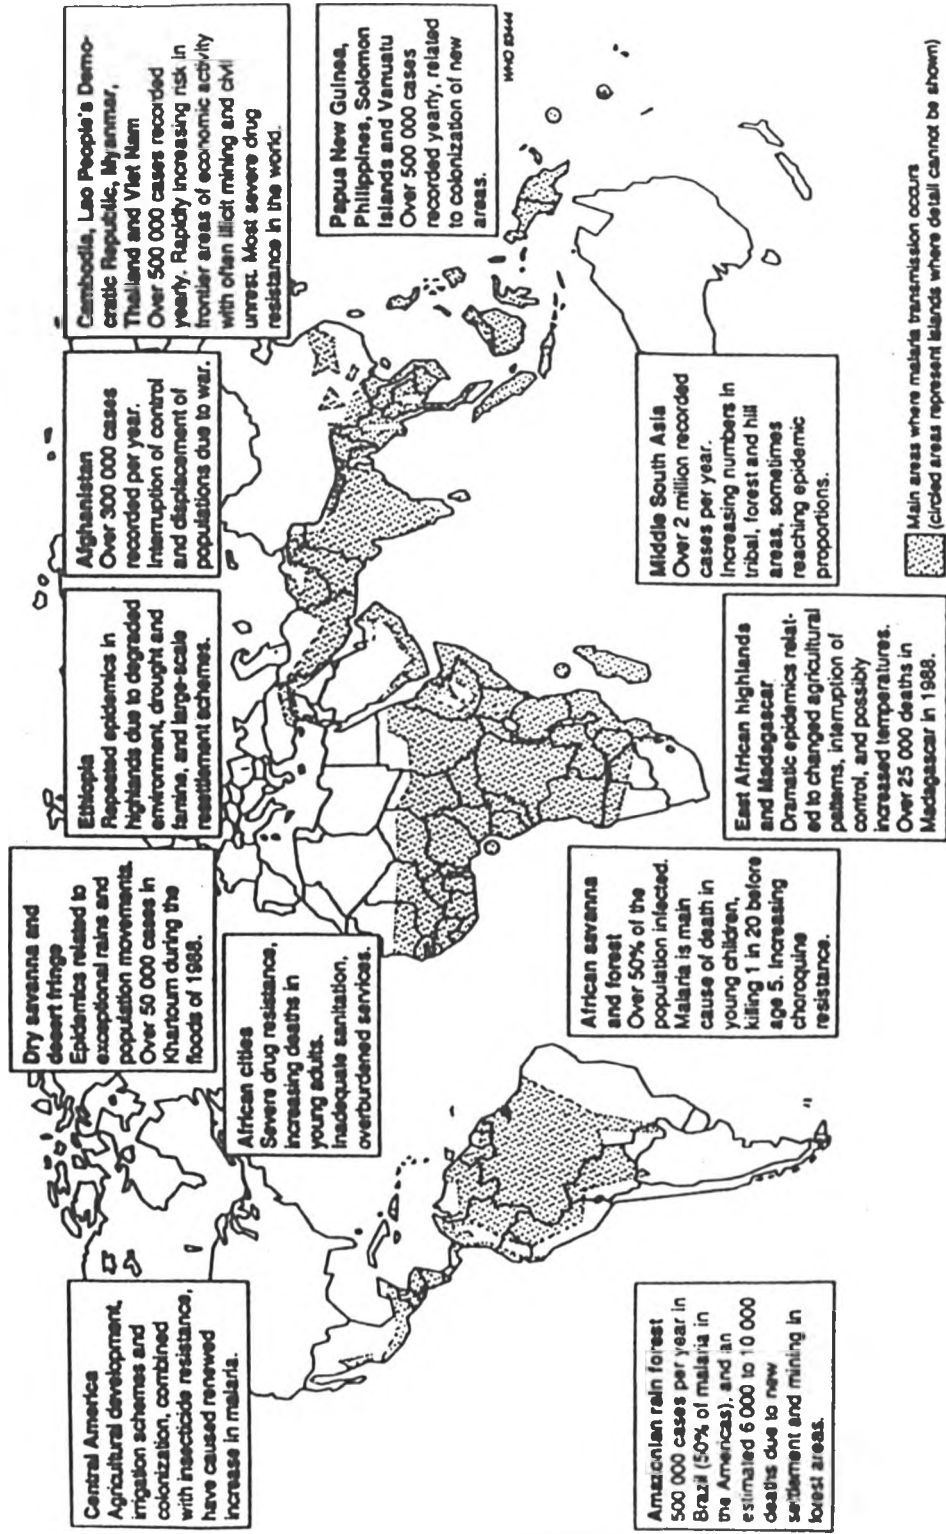 Central America
Agricultural development,
irrigation schemes and
colonization, combined
with insecticide resistance,
have caused renewed
increase in malaria.
Dry savanna and
desert fringe
Epidemics related to
exceptional rains and
population movements.
Over 50 000 cases in
Khartoum during the
floods of 1988.
African cities
Severe drug resistance,
increasing deaths in
young adults.
Inadequate sanitation,
overburdened services.
Ethiopia
Repeated epidemics in
highlands due to degraded
environment, drought and
famine, and large-scale
resettlement schemes.
Afghanistan
Over 300 000 cases
recorded per year.
Interruption of control
and displacement of
populations due to war.
Cambodia, Lao People's Demo-
cratic Republic, Myanmar,
Thailand and Viet Nam
Over 500 000 cases recorded
yearly. Rapidly increasing risk in
frontier areas of economic activity
with often illicit mining and civil
unrest. Most severe drug
resistance in the world.
Papua New Guinea,
Philippines, Solomon
Islands and Vanuatu
Over 500 000 cases
recorded yearly, related
to colonization of new
areas.
WHO 93444
Amazonian rain forest
500 000 cases per year in
Brazil (50% of malaria in
the Americas), and an
estimated 6 000 to 10 000
deaths due to new
settlement and mining in
forest areas.
African savanna
and forest
Over 50% of the
population infected.
Malaria is main
cause of death in
young children,
killing 1 in 20 before
age 5. Increasing
choroquine
resistance.
East African highlands
and Madagascar
Dramatic epidemics relat-
ed to changed agricultural
patterns, interruption of
control, and possibly
increased temperatures.
Over 25 000 deaths in
Madagascar in 1988.
Middle South Asia
Over 2 million recorded
cases per year.
Increasing numbers in
tribal, forest and hill
areas, sometimes
reaching epidemic
proportions.
Main areas where malaria transmission occurs
(circled areas represent islands where detail cannot be shown)